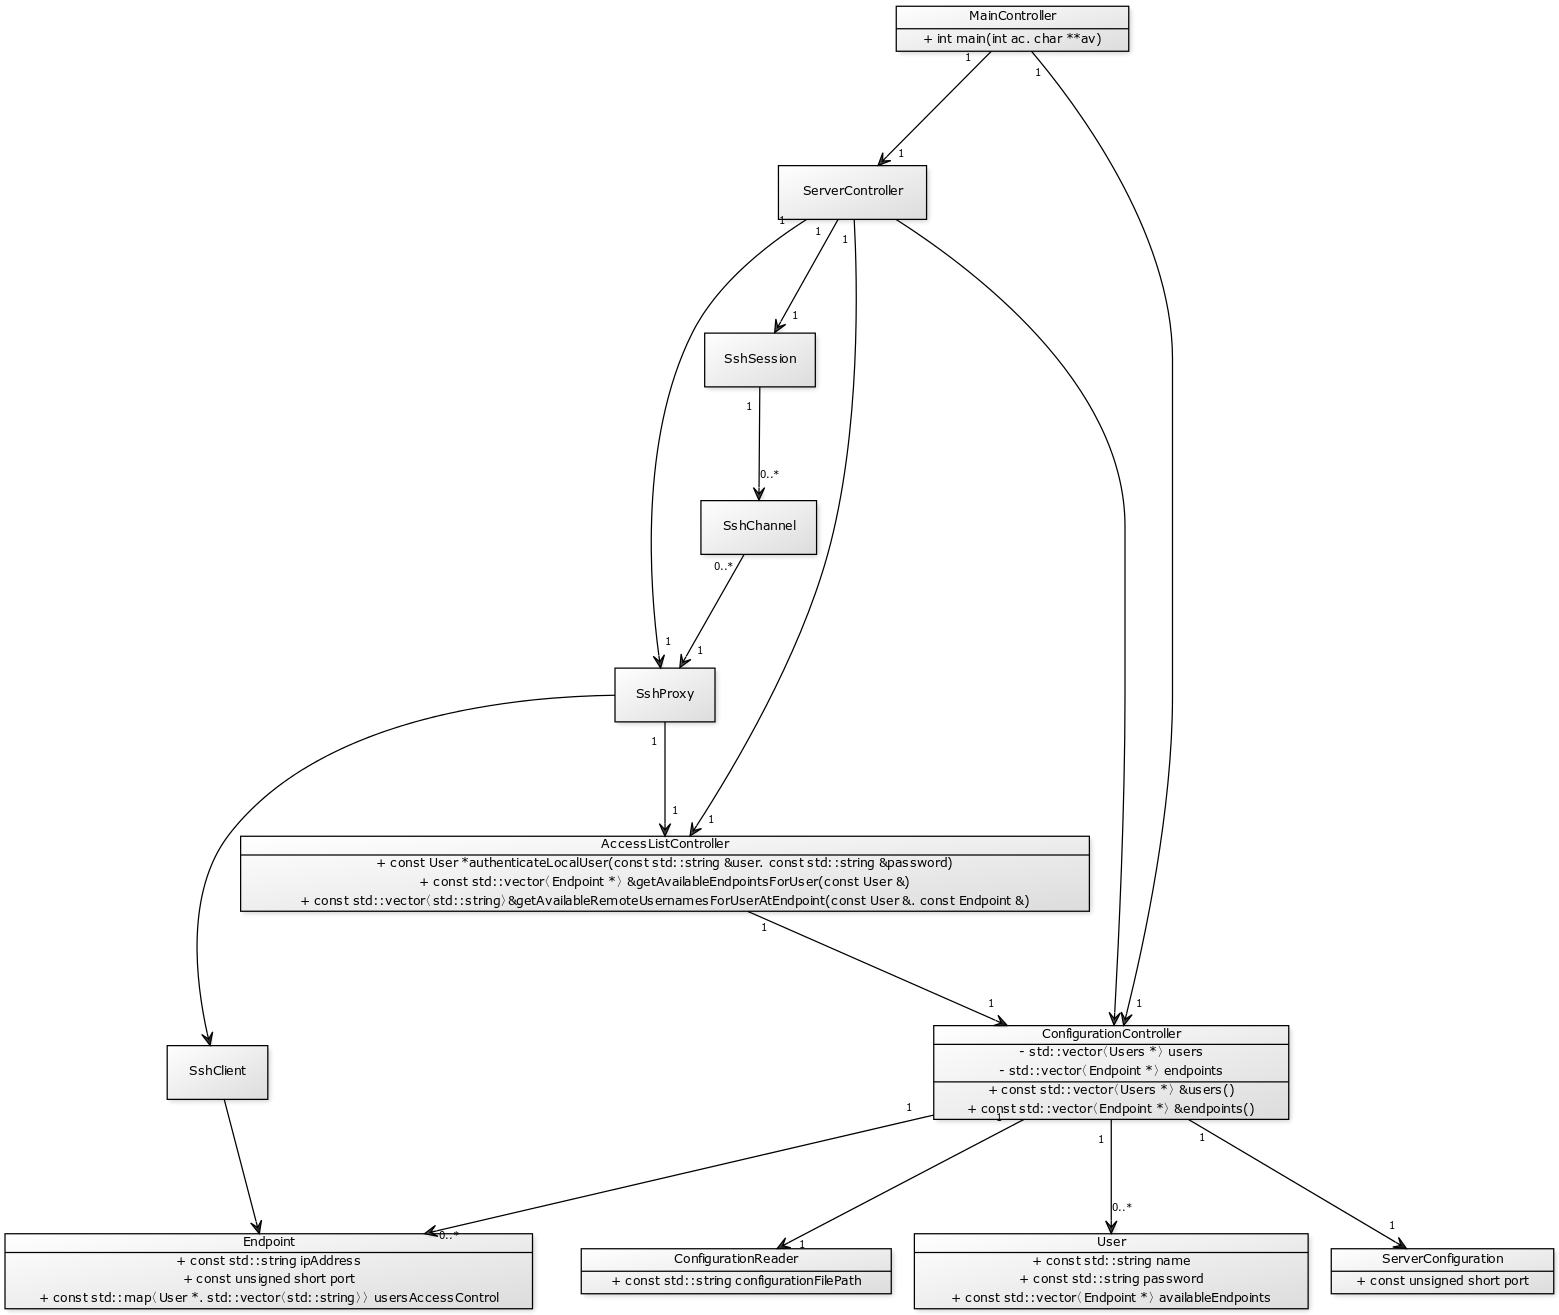 MainController
+ int main(int ac. char **av)
1
1
1
ServerController
1
1
1
1
SshSession
1
0..*
SshChannel
0..*
1
1
SshProxy
1
1
1
AccessListController
+ const User *authenticateLocalUser(const std::string &user. const std::string &password)
+ const std::vector〈Endpoint *〉 &getAvailableEndpointsForUser(const User &)
+ const std::vector〈std::string〉&getAvailableRemoteUsernamesForUserAtEndpoint(const User &. const Endpoint &)
1
1
1
ConfigurationController
- std::vector〈Users *〉 users
- std::vector〈Endpoint *〉 endpoints
+ const std::vector〈Users *〉 &users()
+ const std::vector〈Endpoint *〉 &endpoints()
SshClient
1
1
1
1
0..*
1
0..*
1
Endpoint
+ const std::string ipAddress
+ const unsigned short port
+ const std::map〈User *. std::vector〈std::string〉〉 usersAccessControl
ConfigurationReader
+ const std::string configurationFilePath
User
+ const std::string name
+ const std::string password
+ const std::vector〈Endpoint *〉 availableEndpoints
ServerConfiguration
+ const unsigned short port